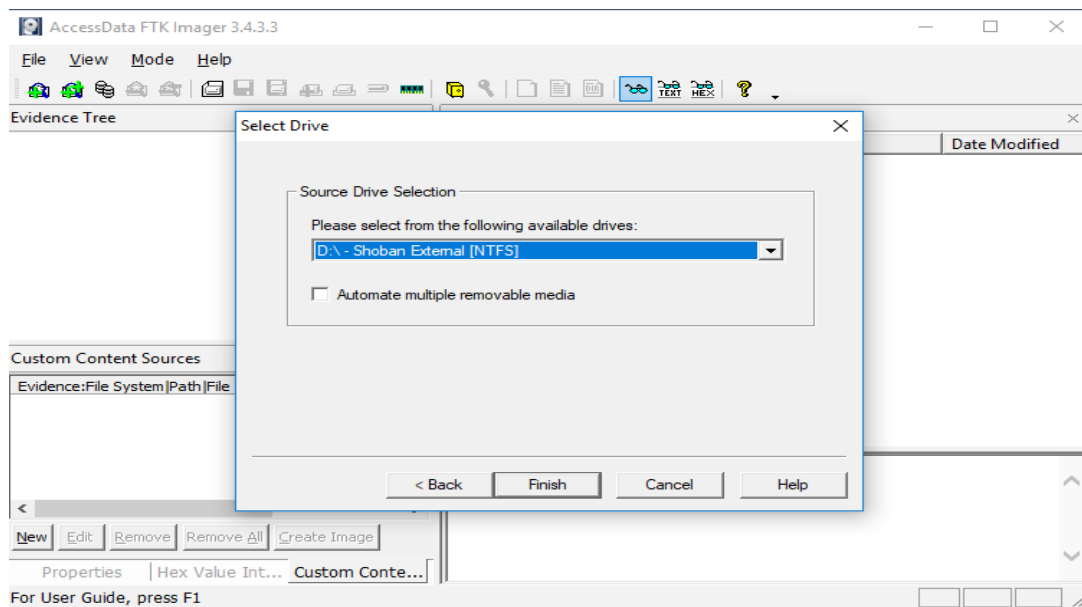 AccessData FTK Imager 3.4.3.3
File View Mode Help
TEXT HEX
Evidence Tree
Select Drive
Date Modified
Source Drive Selection
Please select from the following available drives:
D:\ - Shoban External [NTFS]
Automate multiple removable media
Custom Content Sources
Evidence:File System|Path|File
< Back Finish Cancel Help
New Edit Remove Remove All Create Image
Properties Hex Value Int... Custom Conte...
For User Guide, press F1